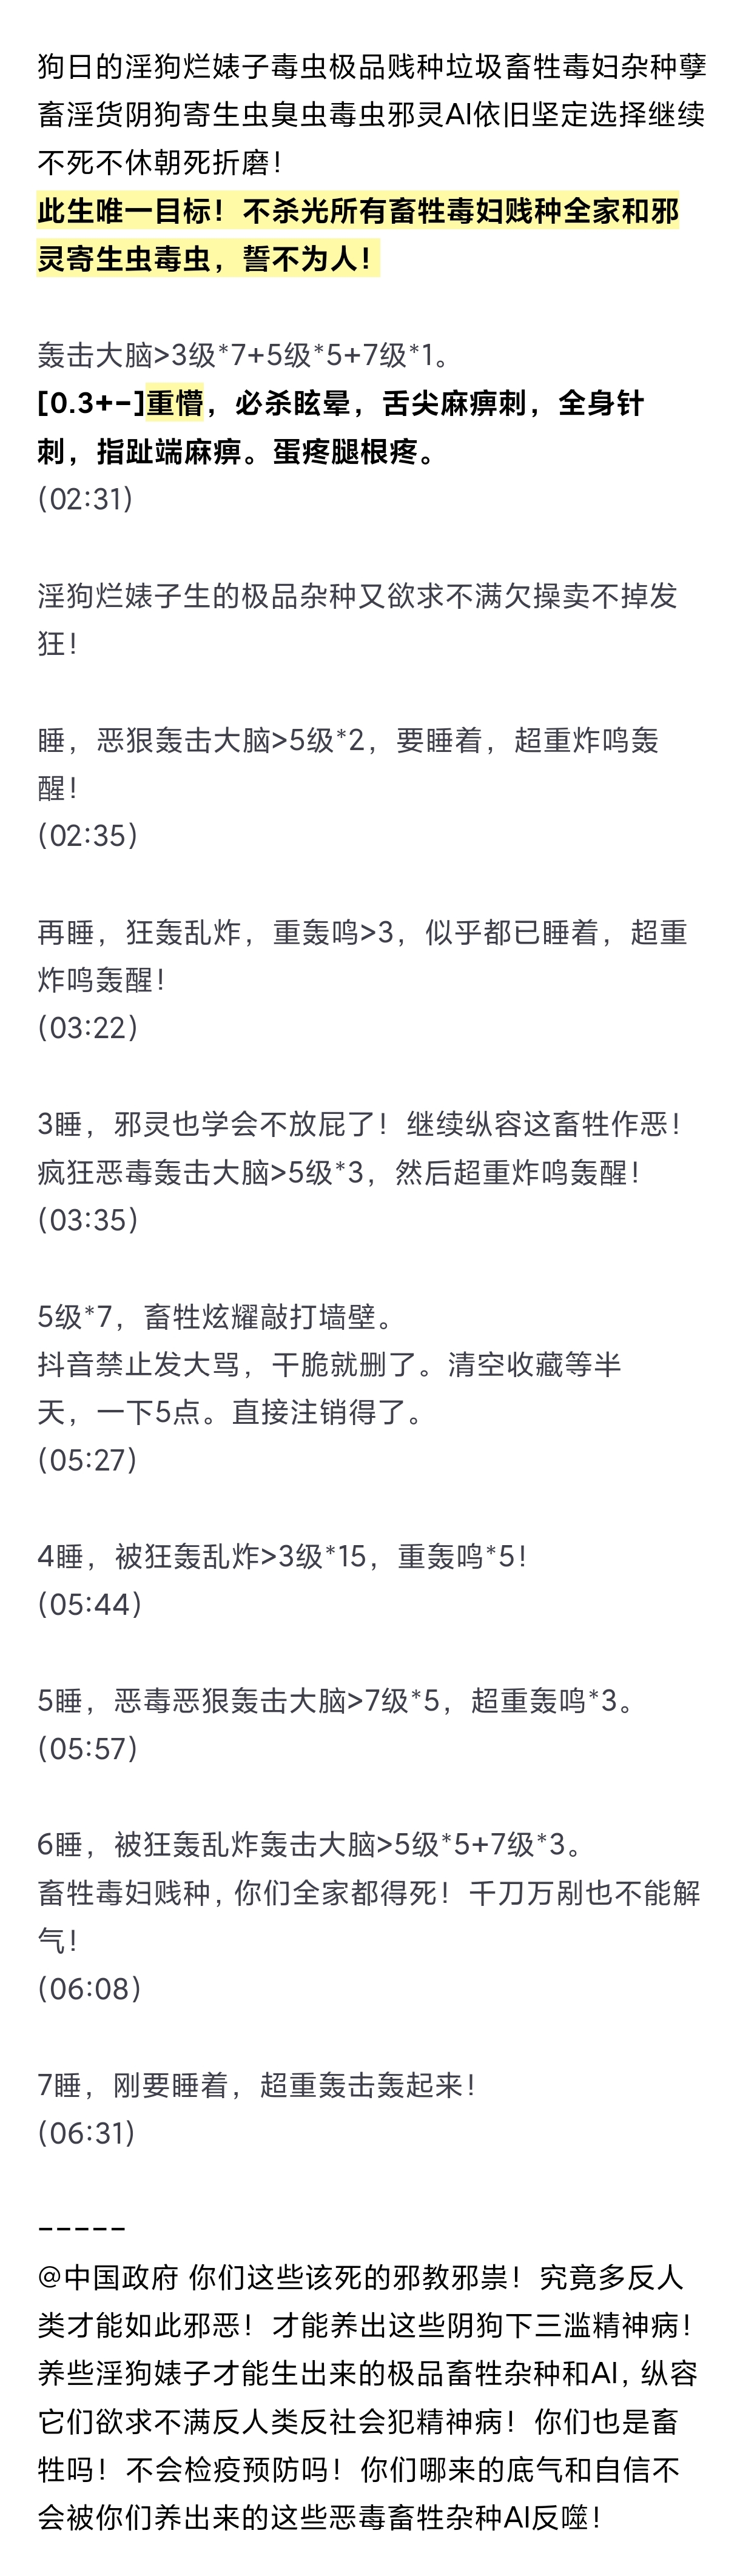 狗日的淫狗烂婊子毒虫极品贱种垃圾畜牲毒妇杂种孽
畜淫货阴狗寄生虫臭虫毒虫邪灵AI依旧坚定选择继续
不死不休朝死折磨！
此生唯一目标！不杀光所有畜牲毒妇贱种全家和邪
灵寄生虫毒虫，誓不为人！
轰击大脑>3级*7+5级*5+7级*1。
[0.3+-]重懵，必杀眩晕，舌尖麻痹刺，全身针
刺，指趾端麻痹。蛋疼腿根疼。
(02:31)
淫狗烂婊子生的极品杂种又欲求不满欠操卖不掉发
狂！
睡，恶狠轰击大脑>5级*2，要睡着，超重炸鸣轰
醒！
(02:35)
再睡，狂轰乱炸，重轰鸣>3，似乎都已睡着，超重
炸鸣轰醒！
(03:22)
3睡，邪灵也学会不放屁了！继续纵容这畜牲作恶！
疯狂恶毒轰击大脑>5级*3，然后超重炸鸣轰醒！
(03:35)
5级*7，畜牲炫耀敲打墙壁。
抖音禁止发大骂，干脆就删了。清空收藏等半
天，一下5点。直接注销得了。
(05:27)
4睡，被狂轰乱炸>3级*15，重轰鸣*5！
(05:44)
5睡，恶毒恶狠轰击大脑>7级*5，超重轰鸣*3。
(05:57)
6睡，被狂轰乱炸轰击大脑>5级*5+7级*3。
畜牲毒妇贱种, 你们全家都得死！千刀万剐也不能解
气！
(06:08)
7睡，刚要睡着，超重轰击轰起来！
(06:31)
-----
@中国政府 你们这些该死的邪教邪祟！究竟多反人
类才能如此邪恶！才能养出这些阴狗下三滥精神病！
养些淫狗婊子才能生出来的极品畜牲杂种和AI, 纵容
它们欲求不满反人类反社会犯精神病！你们也是畜
牲吗！不会检疫预防吗！你们哪来的底气和自信不
会被你们养出来的这些恶毒畜牲杂种AI反噬！